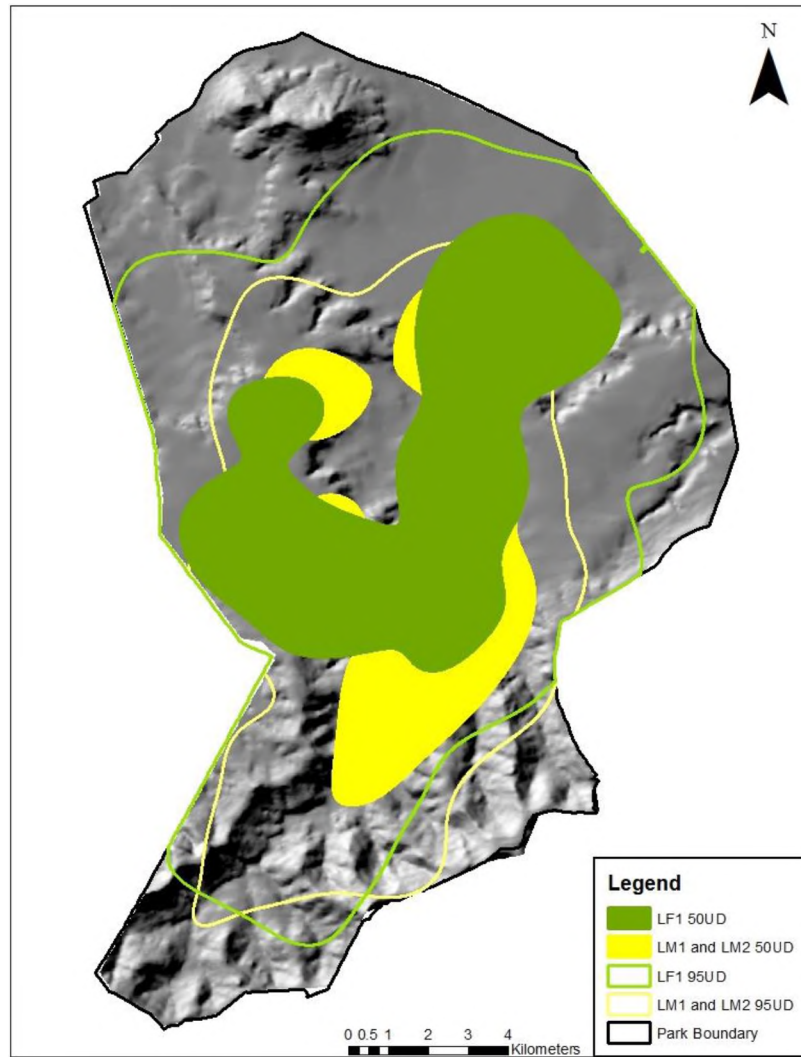 N
Legend
LF1 50UD
LM1 and LM2 50UD
LF1 95UD
LM1 and LM2 95UD
Park Boundary
0 0.5 1 2 3 4
Kilometers